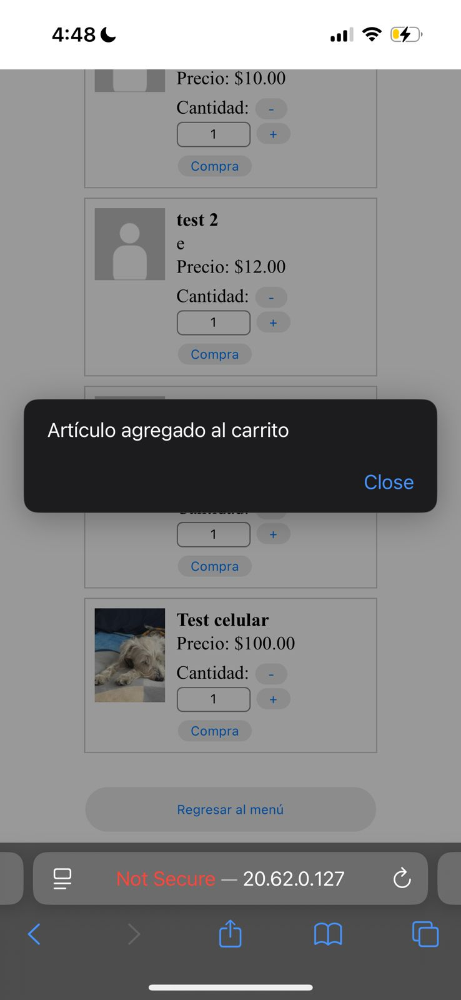 4:48
Precio: $10.00
Cantidad: -
1 +
Compra
test 2
e
Precio: $12.00
Cantidad: -
1 +
Compra
Artículo agregado al carrito
Close
1 +
Compra
Test celular
Precio: $100.00
Cantidad: -
1 +
Compra
Regresar al menú
Not Secure — 20.62.0.127